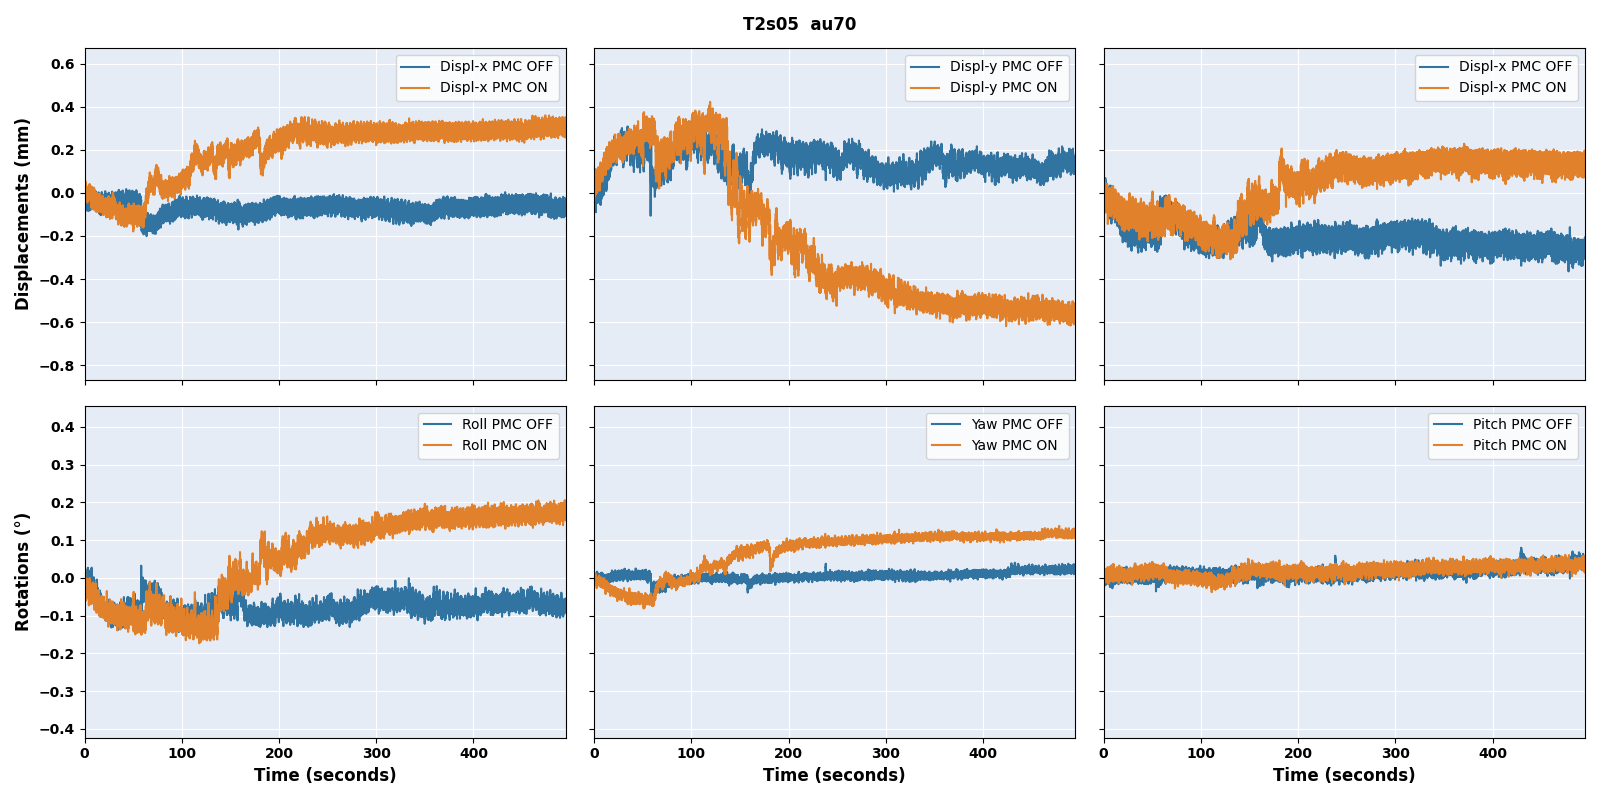 T2s05  au70
Displacements (mm)
0.6
0.4
0.2
0.0
−0.2
−0.4
−0.6
−0.8
Displ-x PMC OFF
Displ-x PMC ON
Displ-y PMC OFF
Displ-y PMC ON
Displ-x PMC OFF
Displ-x PMC ON
Rotations (°)
0.4
0.3
0.2
0.1
0.0
−0.1
−0.2
−0.3
−0.4
Roll PMC OFF
Roll PMC ON
Yaw PMC OFF
Yaw PMC ON
Pitch PMC OFF
Pitch PMC ON
0 100 200 300 400
0 100 200 300 400
0 100 200 300 400
Time (seconds)
Time (seconds)
Time (seconds)